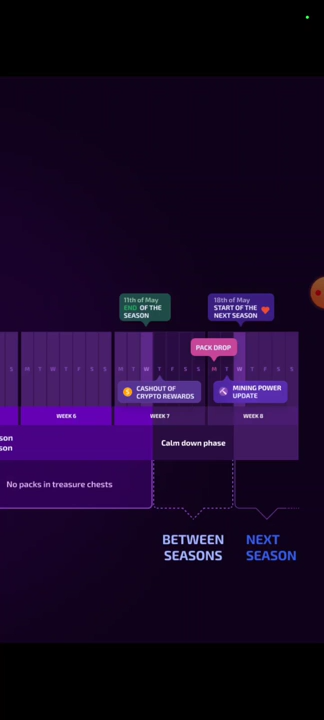 11th of May
END OF THE
SEASON
18th of May
START OF THE
NEXT SEASON
PACK DROP
S M T W T F S S M T W T F S S M T W T F S S
CASHOUT OF
CRYPTO REWARDS
MINING POWER
UPDATE
WEEK 6
WEEK 7
WEEK 8
son
son
Calm down phase
No packs in treasure chests
BETWEEN
SEASONS
NEXT
SEASON